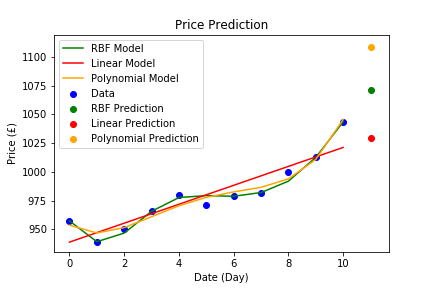 Price Prediction
RBF Model
Linear Model
Polynomial Model
Data
RBF Prediction
Linear Prediction
Polynomial Prediction
1100
1075
1050
1025
1000
975
950
Price (£)
0
2
4
6
8
10
Date (Day)